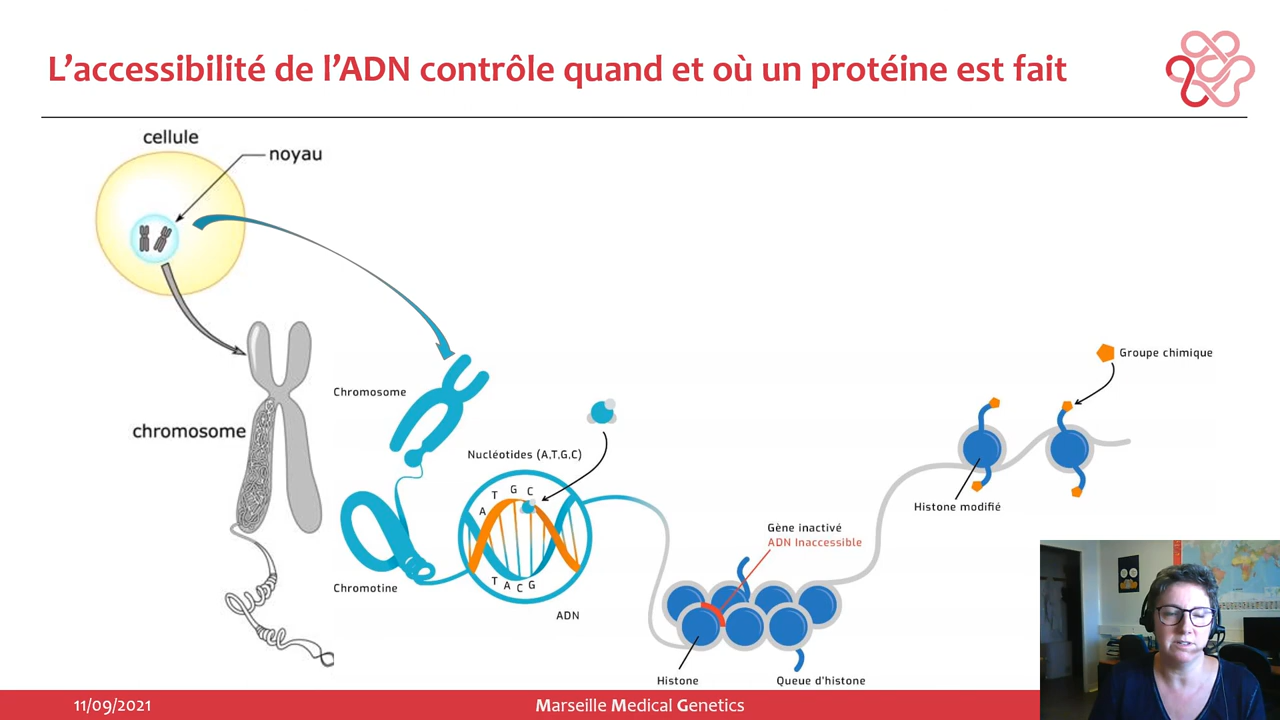 L’accessibilité de l’ADN contrôle quand et où un protéine est fait
cellule
noyau
chromosome
Chromosome
Nucléotides (A,T,G,C)
A T G C
T A C G
Chromotine
ADN
Gène inactivé
ADN Inaccessible
Histone
Queue d'histone
Histone modifié
Groupe chimique
11/09/2021
Marseille Medical Genetics